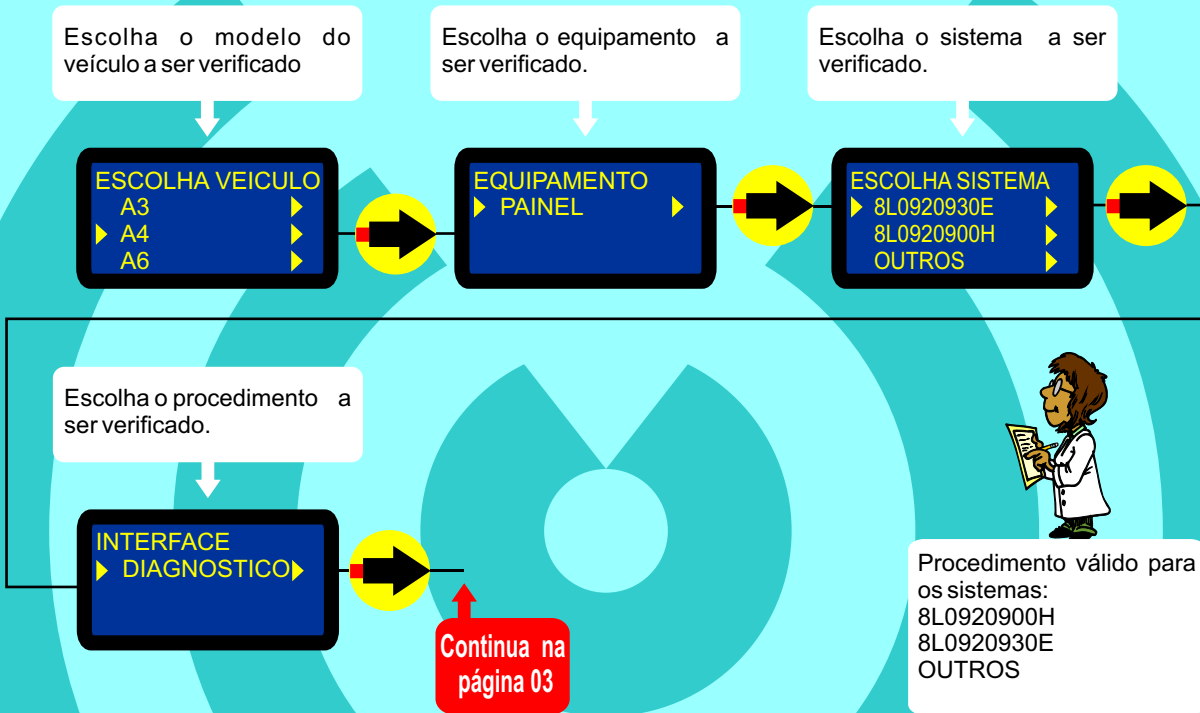 Escolha o modelo do
veículo a ser verificado
Escolha o equipamento a
ser verificado.
Escolha o sistema a ser
verificado.
ESCOLHA VEICULO
A3
A4
A6
EQUIPAMENTO
PAINEL
ESCOLHA SISTEMA
8L0920930E
8L0920900H
OUTROS
Escolha o procedimento a
ser verificado.
INTERFACE
DIAGNOSTICO
Continua na
página 03
Procedimento válido para
os sistemas:
8L0920900H
8L0920930E
OUTROS